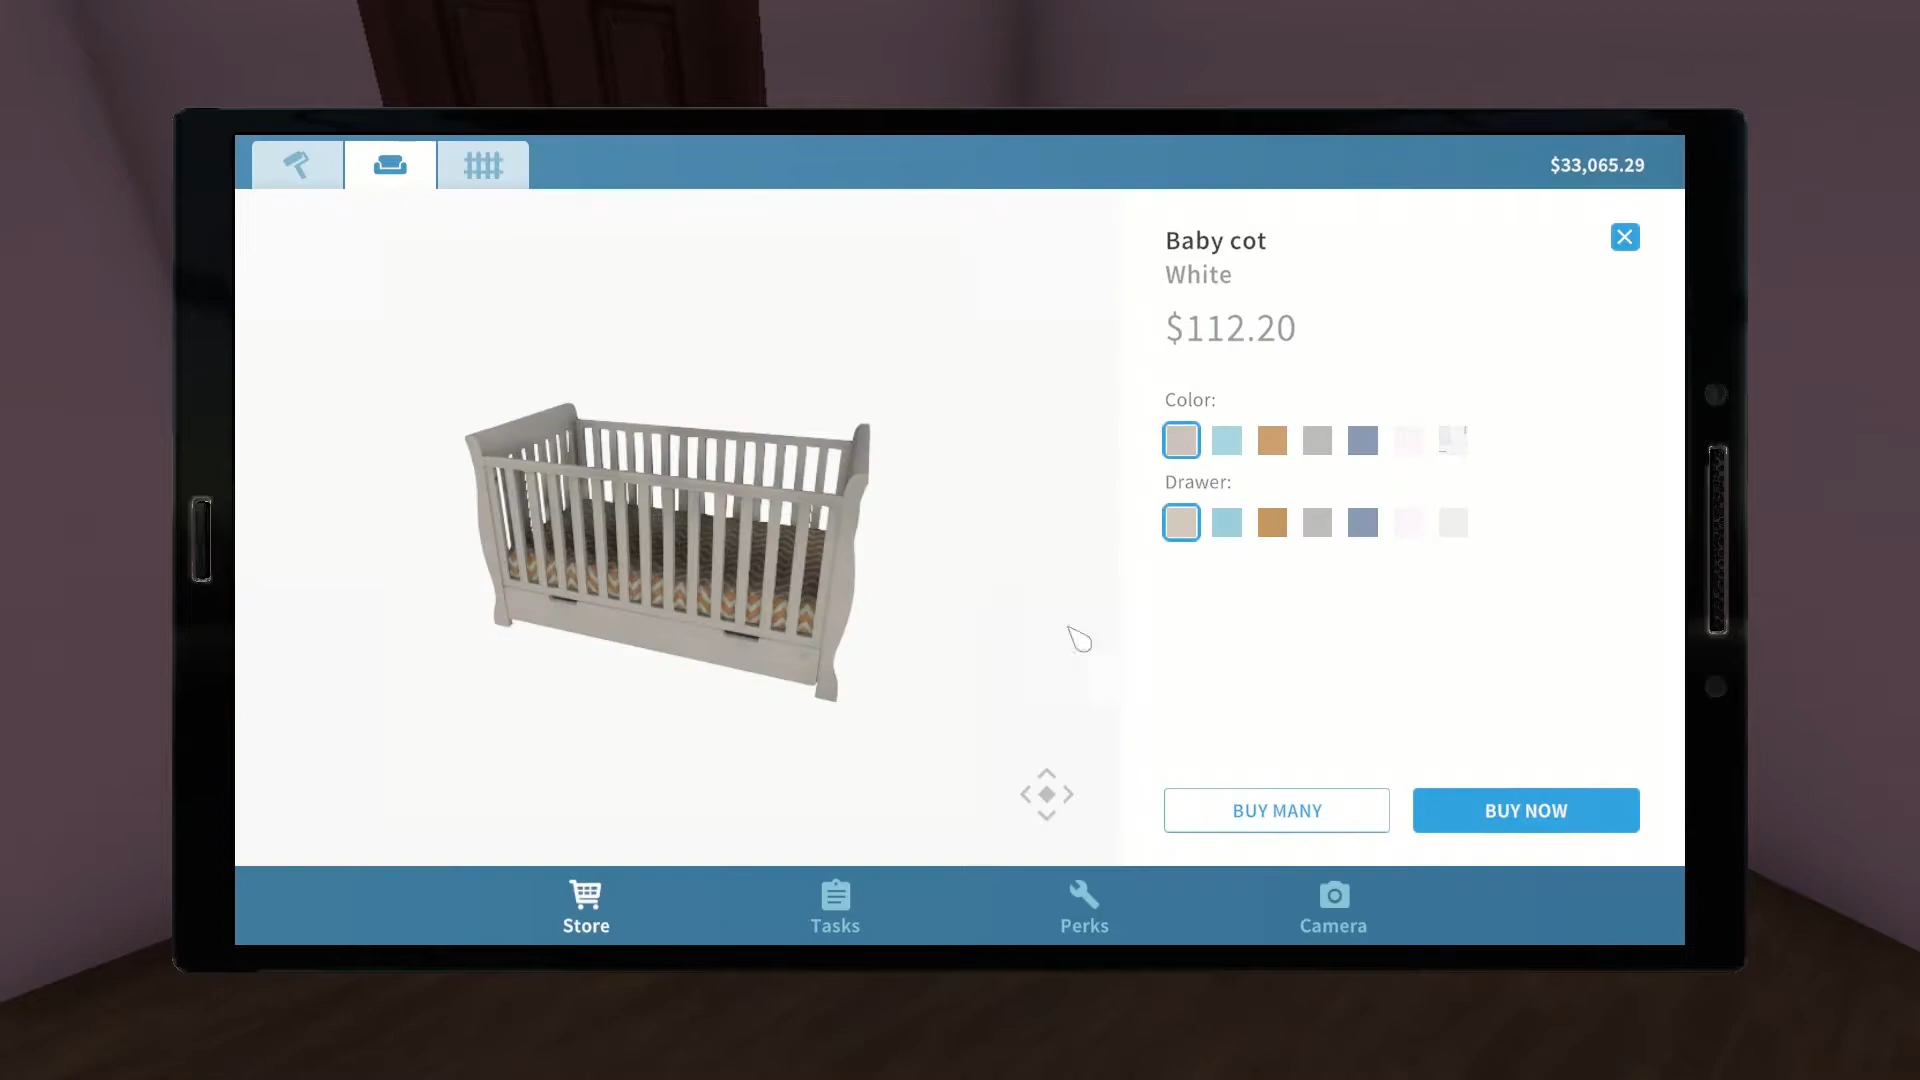 $33,065.29
Baby cot
White
$112.20
Color:
Drawer:
BUY MANY
BUY NOW
Store
Tasks
Perks
Camera